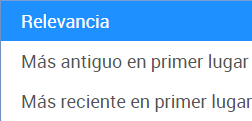 Relevancia
Más antiguo en primer lugar
Más reciente en primer lugar